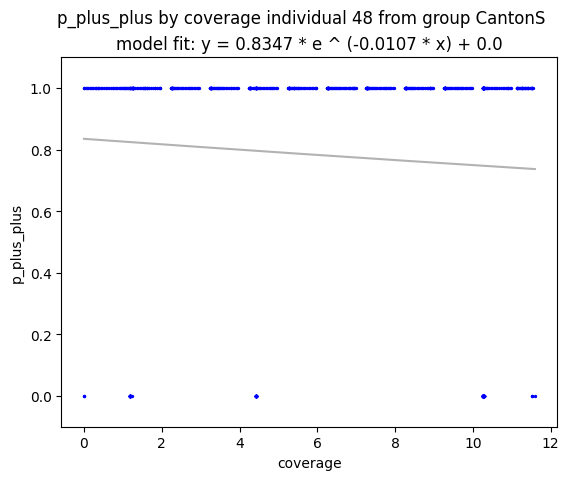 p_plus_plus by coverage individual 48 from group CantonS
model fit: y = 0.8347 * e ^ (-0.0107 * x) + 0.0
1.0
0.8
0.6
0.4
0.2
0.0
p_plus_plus
0 2 4 6 8 10 12
coverage